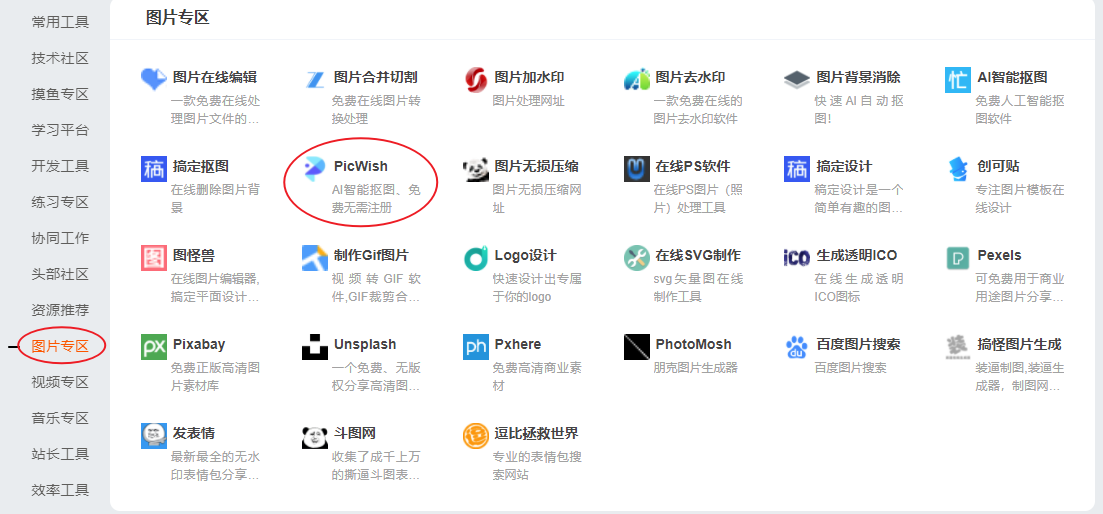 常用工具
技术社区
摸鱼专区
学习平台
开发工具
练习专区
协同工作
头部社区
资源推荐
图片专区
视频专区
音乐专区
站长工具
效率工具
图片专区
图片在线编辑
一款免费在线处
理图片文件的...
图片合并切割
免费在线图片转
换处理
图片加水印
图片处理网址
图片去水印
一款免费在线的
图片去水印软件
图片背景消除
快速AI自动抠
图！
忙
AI智能抠图
免费人工智能抠
图软件
稿
搞定抠图
在线删除图片背
景
PicWish
AI智能抠图、免
费无需注册
图片无损压缩
图片无损压缩网
址
在线PS软件
在线PS图片（照
片）处理工具
稿
搞定设计
稿定设计是一个
简单有趣的图...
创可贴
专注图片模板在
线设计
图怪兽
在线图片编辑器,
搞定平面设计...
制作Gif图片
视频转GIF软
件,GIF裁剪合...
Logo设计
快速设计出专属
于你的logo
在线SVG制作
svg矢量图在线
制作工具
ICO
生成透明ICO
在线生成透明
ICO图标
P
Pexels
可免费用于商业
用途图片分享...
px
Pixabay
免费正版高清图
片素材库
Unsplash
一个免费、无版
权分享高清图...
ph
Pxhere
免费高清商业素
材
PhotoMosh
朋克图片生成器
du
百度图片搜索
百度图片搜索
搞怪图片生成
装逼制图,装逼生
成器，制图网...
发表情
最新最全的无水
印表情包分享...
斗图网
收集了成千上万
的撕逼斗图表...
逗比拯救世界
专业的表情包搜
索网站